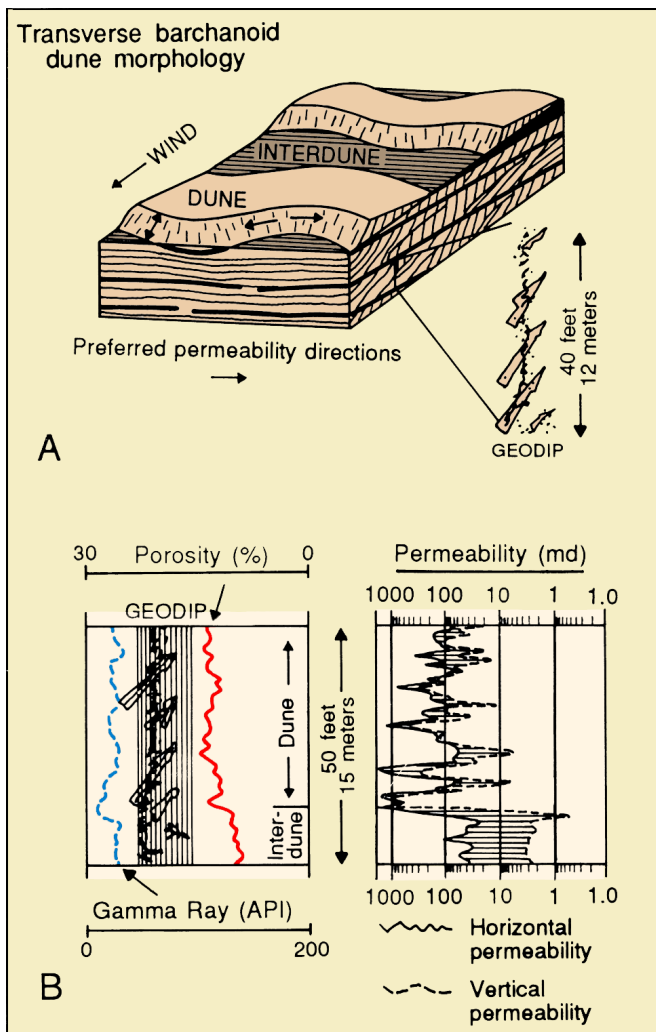 Transverse barchanoid
dune morphology
WIND
INTERDUNE
DUNE
Preferred permeability directions
40 feet
12 meters
GEODIP
A
30 Porosity (%) 0
GEODIP
Dune
Inter-
dune
50 feet
15 meters
Gamma Ray (API)
0 200
Permeability (md)
1000 100 10 1 1.0
1000 100 10 1 1.0
Horizontal
permeability
Vertical
permeability
B